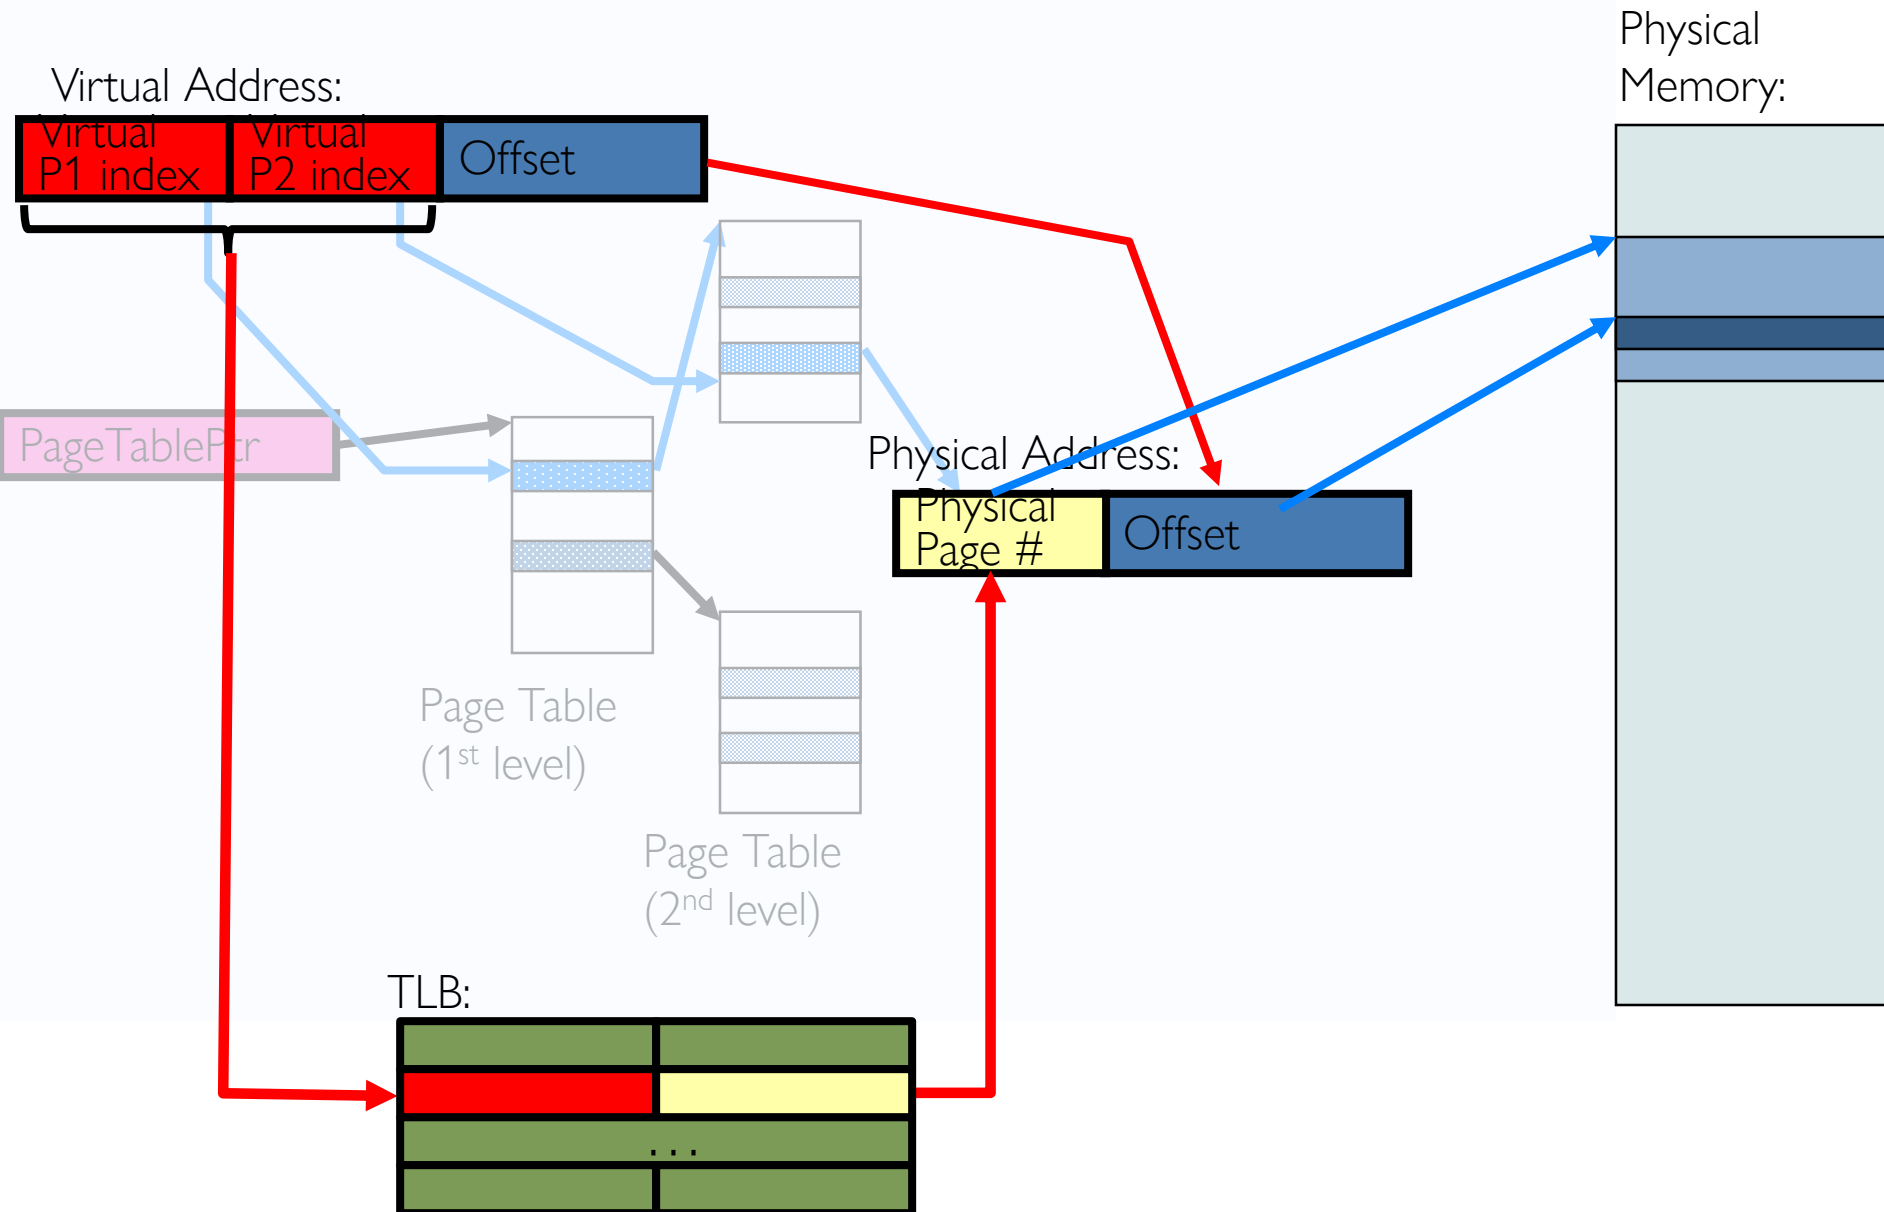 Physical
Memory:
Virtual Address:
Virtual
P1 index
Virtual
P2 index
Offset
PageTablePtr
Physical Address:
Physical
Page #
Offset
Page Table
(1st level)
Page Table
(2nd level)
TLB:
...